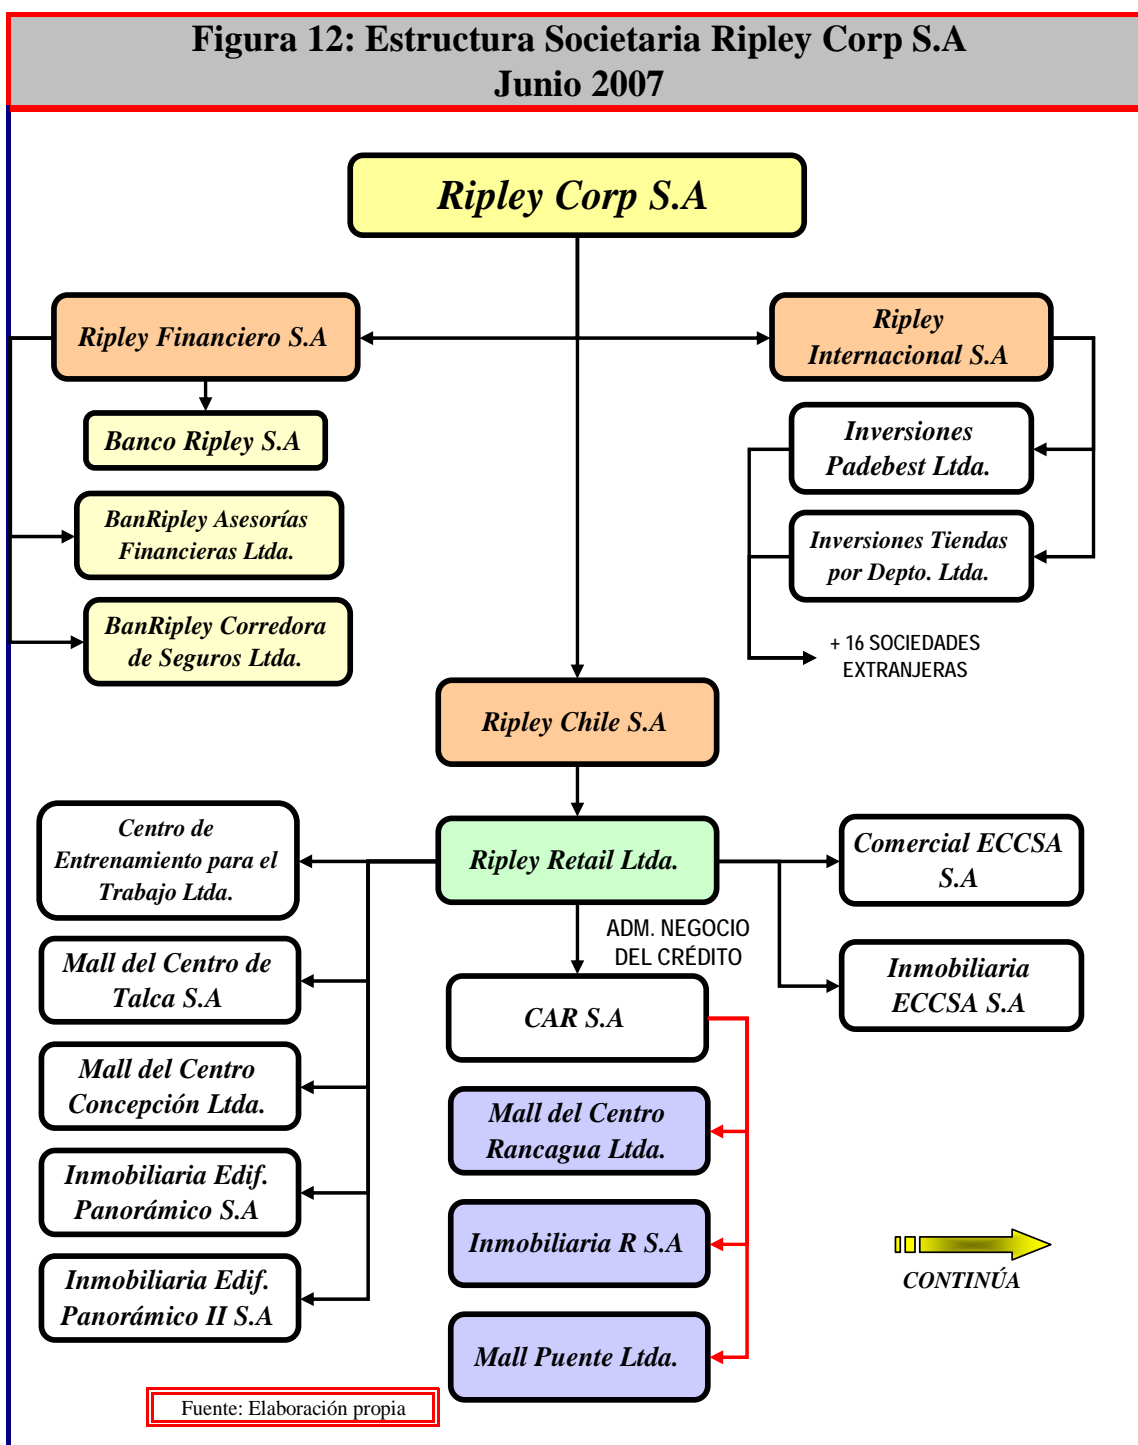 Figura 12: Estructura Societaria Ripley Corp S.A
Junio 2007
Ripley Corp S.A
Ripley Financiero S.A
Ripley
Internacional S.A
Banco Ripley S.A
BanRipley Asesorías
Financieras Ltda.
BanRipley Corredora
de Seguros Ltda.
Inversiones
Padebest Ltda.
Inversiones Tiendas
por Depto. Ltda.
+ 16 SOCIEDADES
EXTRANJERAS
Ripley Chile S.A
Ripley Retail Ltda.
Centro de
Entrenamiento para el
Trabajo Ltda.
Mall del Centro de
Talca S.A
Mall del Centro
Concepción Ltda.
Inmobiliaria Edif.
Panorámico S.A
Inmobiliaria Edif.
Panorámico II S.A
ADM. NEGOCIO
DEL CRÉDITO
CAR S.A
Mall del Centro
Rancagua Ltda.
Inmobiliaria R S.A
Mall Puente Ltda.
Comercial ECCSA
S.A
Inmobiliaria
ECCSA S.A
CONTINÚA
Fuente: Elaboración propia